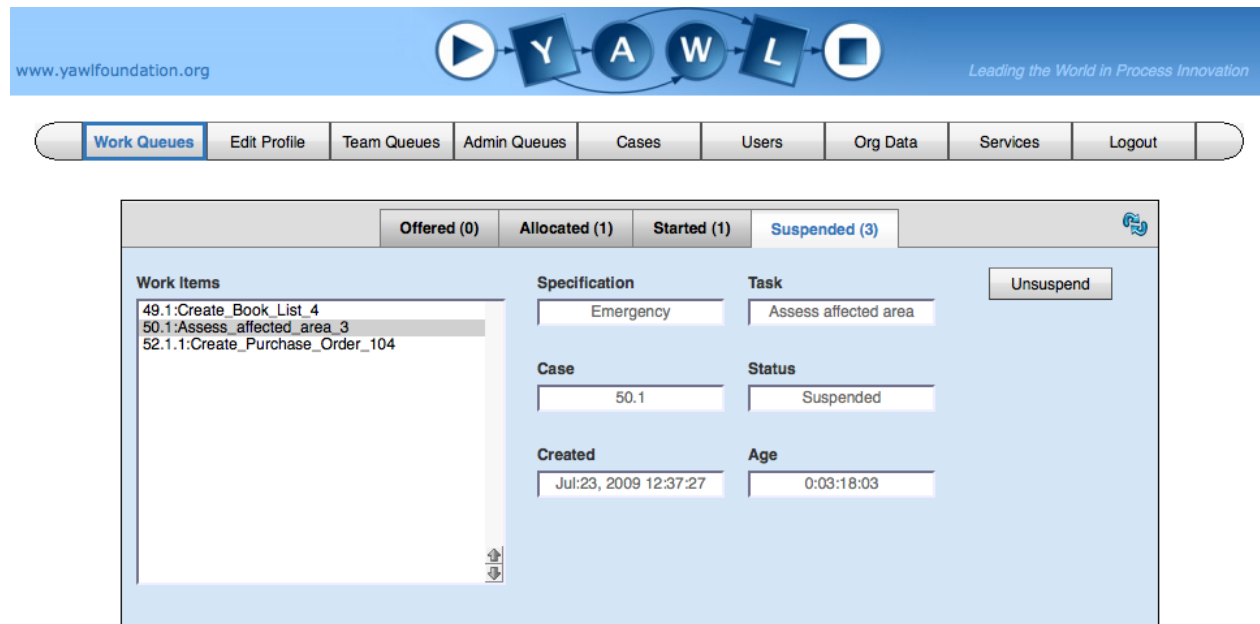 YAWL
www.yawlfoundation.org
Leading the World in Process Innovation
Work Queues Edit Profile Team Queues Admin Queues Cases Users Org Data Services Logout
Offered (0) Allocated (1) Started (1) Suspended (3)
Work Items Specification Task Unsuspend
49.1:Create_Book_List_4
50.1:Assess_affected_area_3
52.1.1:Create_Purchase_Order_104
Emergency Assess affected area
Case Status
50.1 Suspended
Created Age
Jul:23, 2009 12:37:27 0:03:18:03